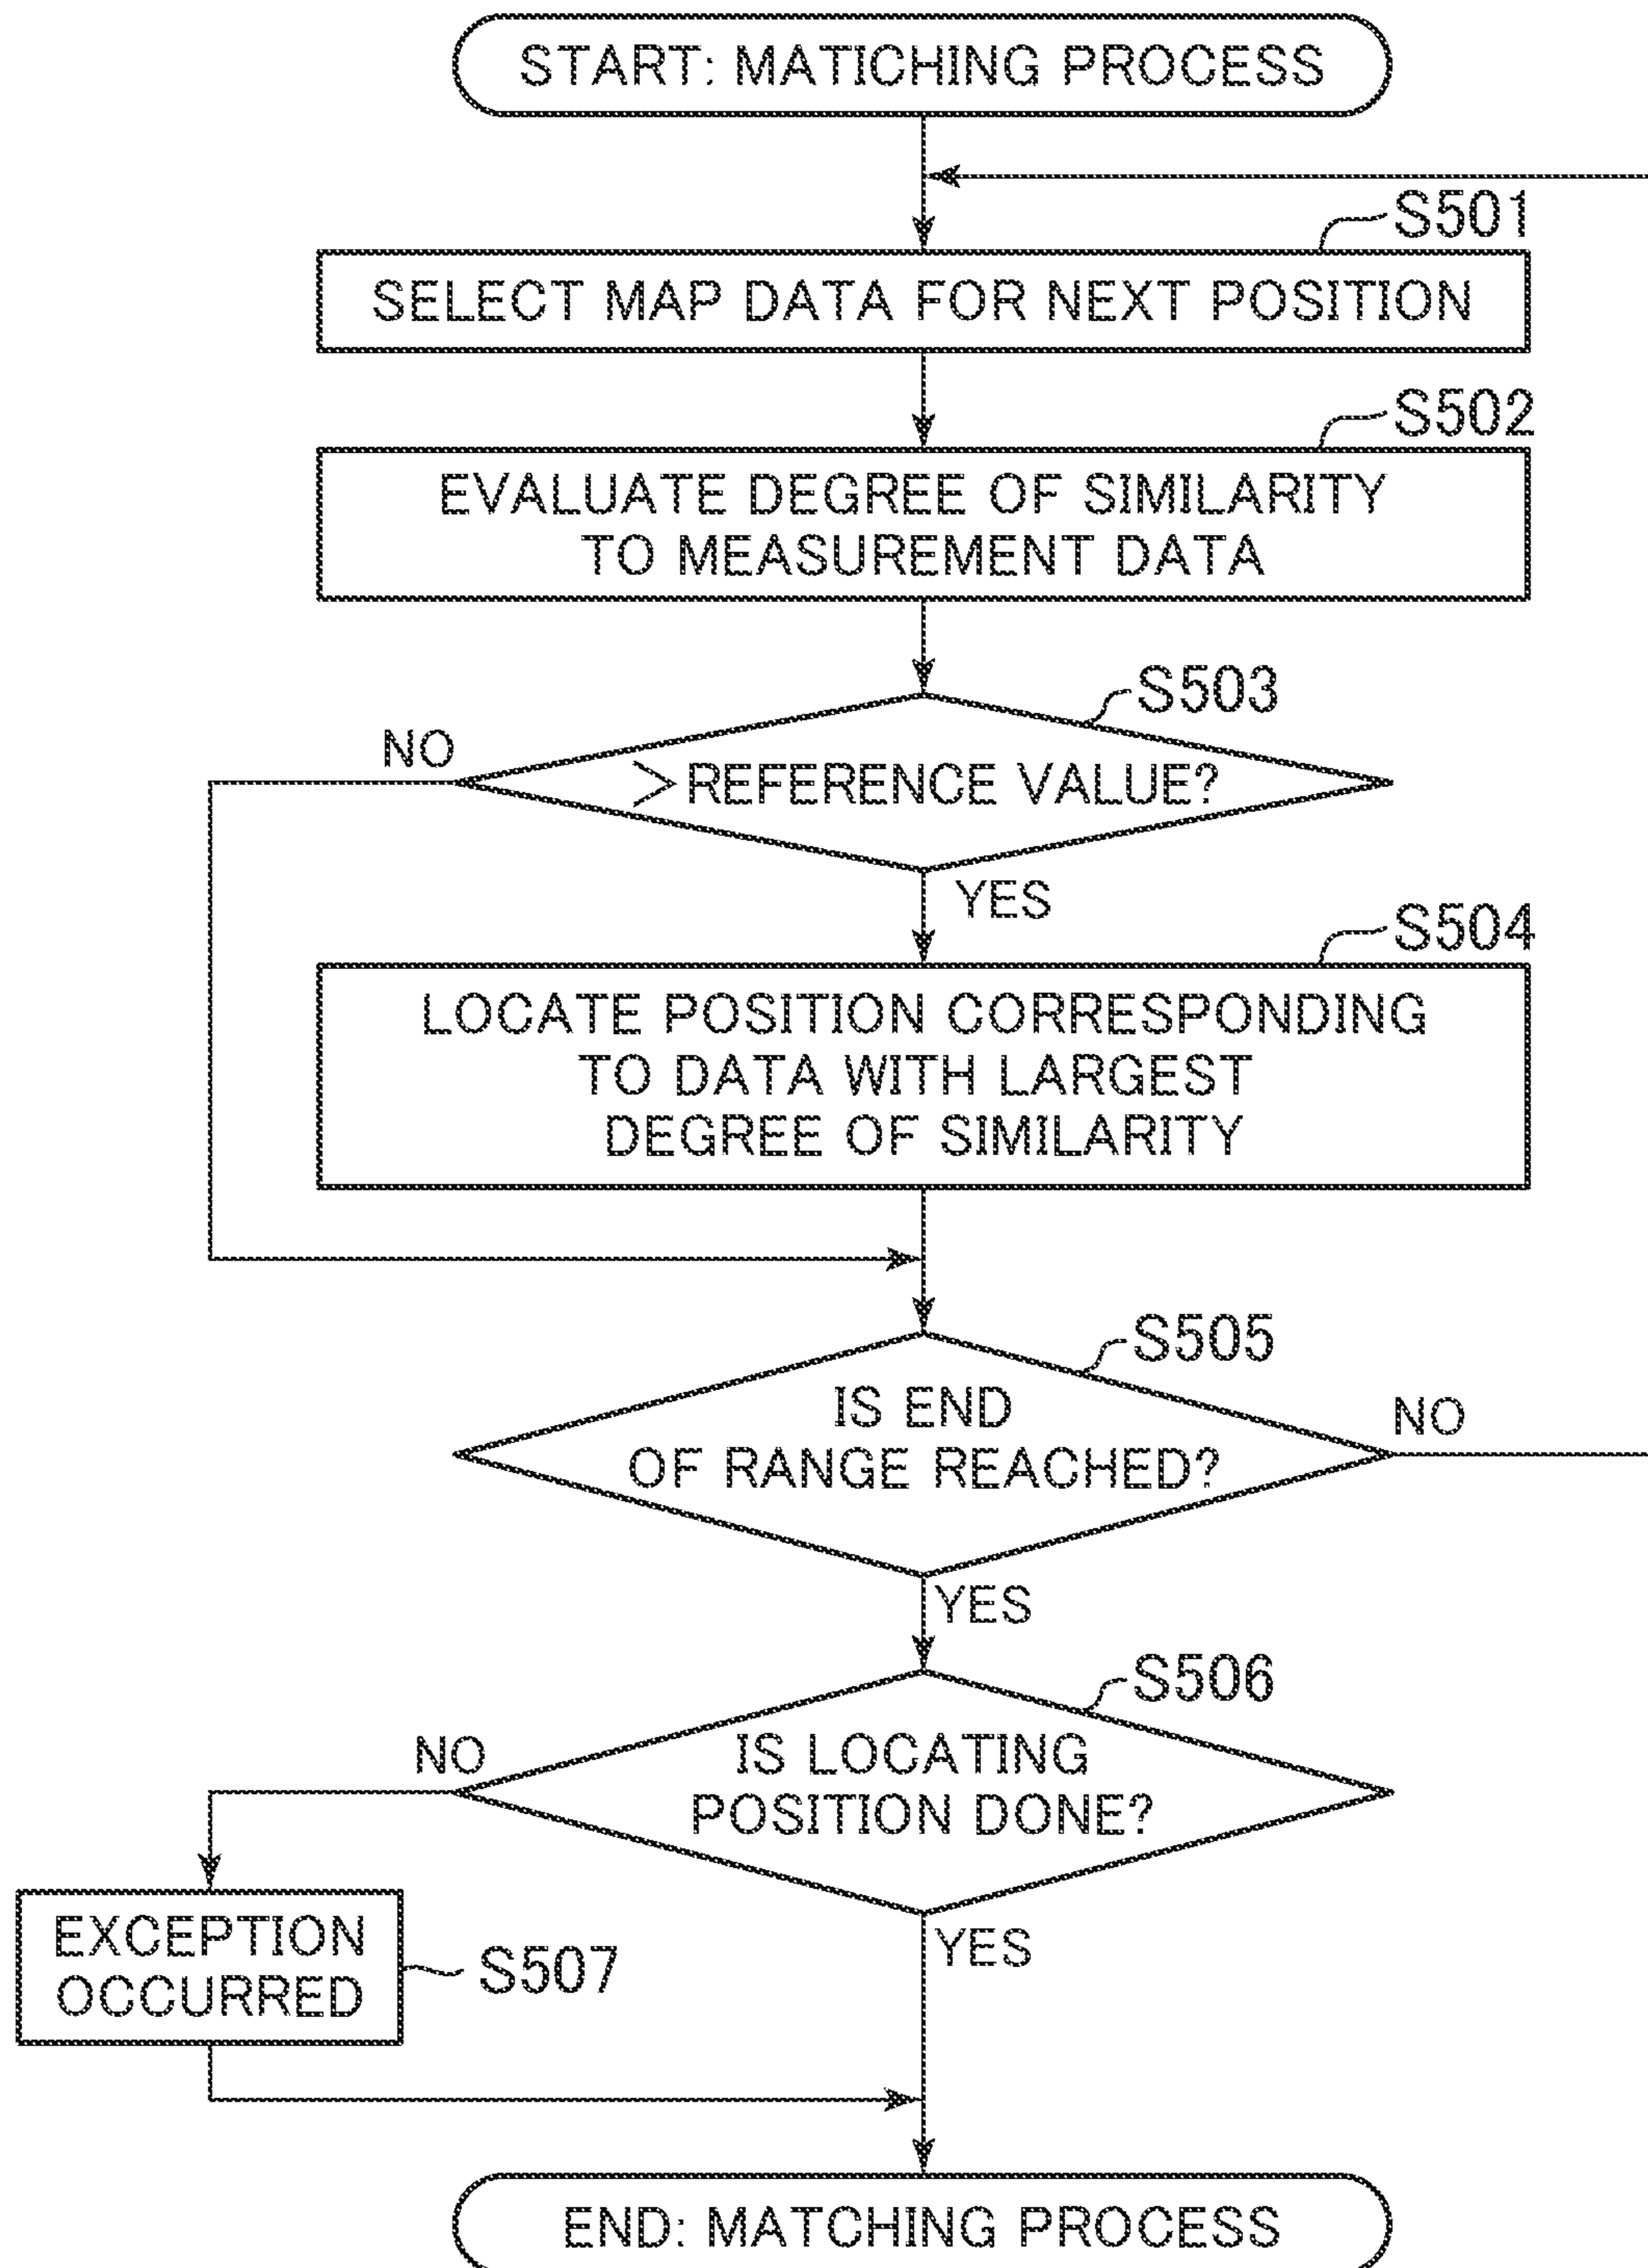 START: MATICHING PROCESS
S501
SELECT MAP DATA FOR NEXT POSITION
S502
EVALUATE DEGREE OF SIMILARITY
TO MEASUREMENT DATA
S503
NO
>REFERENCE VALUE?
YES
S504
LOCATE POSITION CORRESPONDING
TO DATA WITH LARGEST
DEGREE OF SIMILARITY
S505
IS END
OF RANGE REACHED?
NO
YES
S506
NO
IS LOCATING
POSITION DONE?
YES
EXCEPTION
OCCURRED
S507
END: MATCHING PROCESS